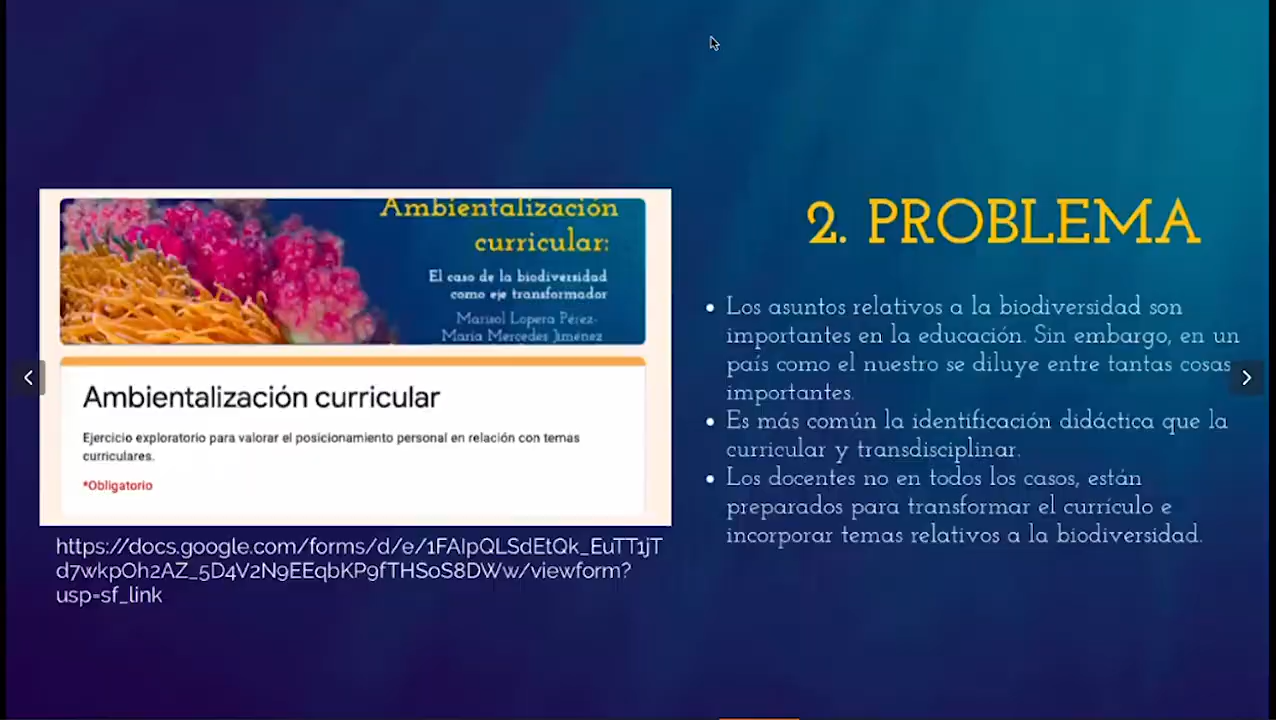 Ambientalización
curricular:
El caso de la biodiversidad
como eje transformador
Marisol Lopera Pérez-
María Mercedes Jiménez
Ambientalización curricular
Ejercicio exploratorio para valorar el posicionamiento personal en relación con temas
curriculares.
*Obligatorio
https://docs.google.com/forms/d/e/1FAIpQLSdEtQk_EuTT1jT
d7wkpOh2AZ_5D4V2N9EEqbKP9fTHSoS8DWw/viewform?
usp=sf_link
2. PROBLEMA
• Los asuntos relativos a la biodiversidad son
importantes en la educación. Sin embargo, en un
país como el nuestro se diluye entre tantas cosas
importantes.
• Es más común la identificación didáctica que la
curricular y transdisciplinar.
• Los docentes no en todos los casos, están
preparados para transformar el currículo e
incorporar temas relativos a la biodiversidad.